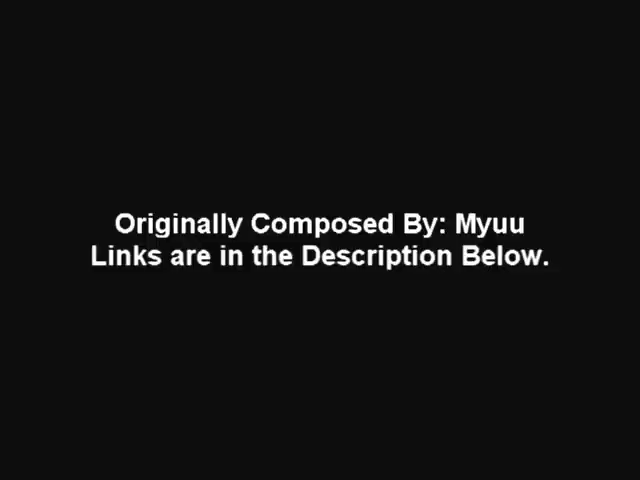 Originally Composed By: Myuu
Links are in the Description Below.